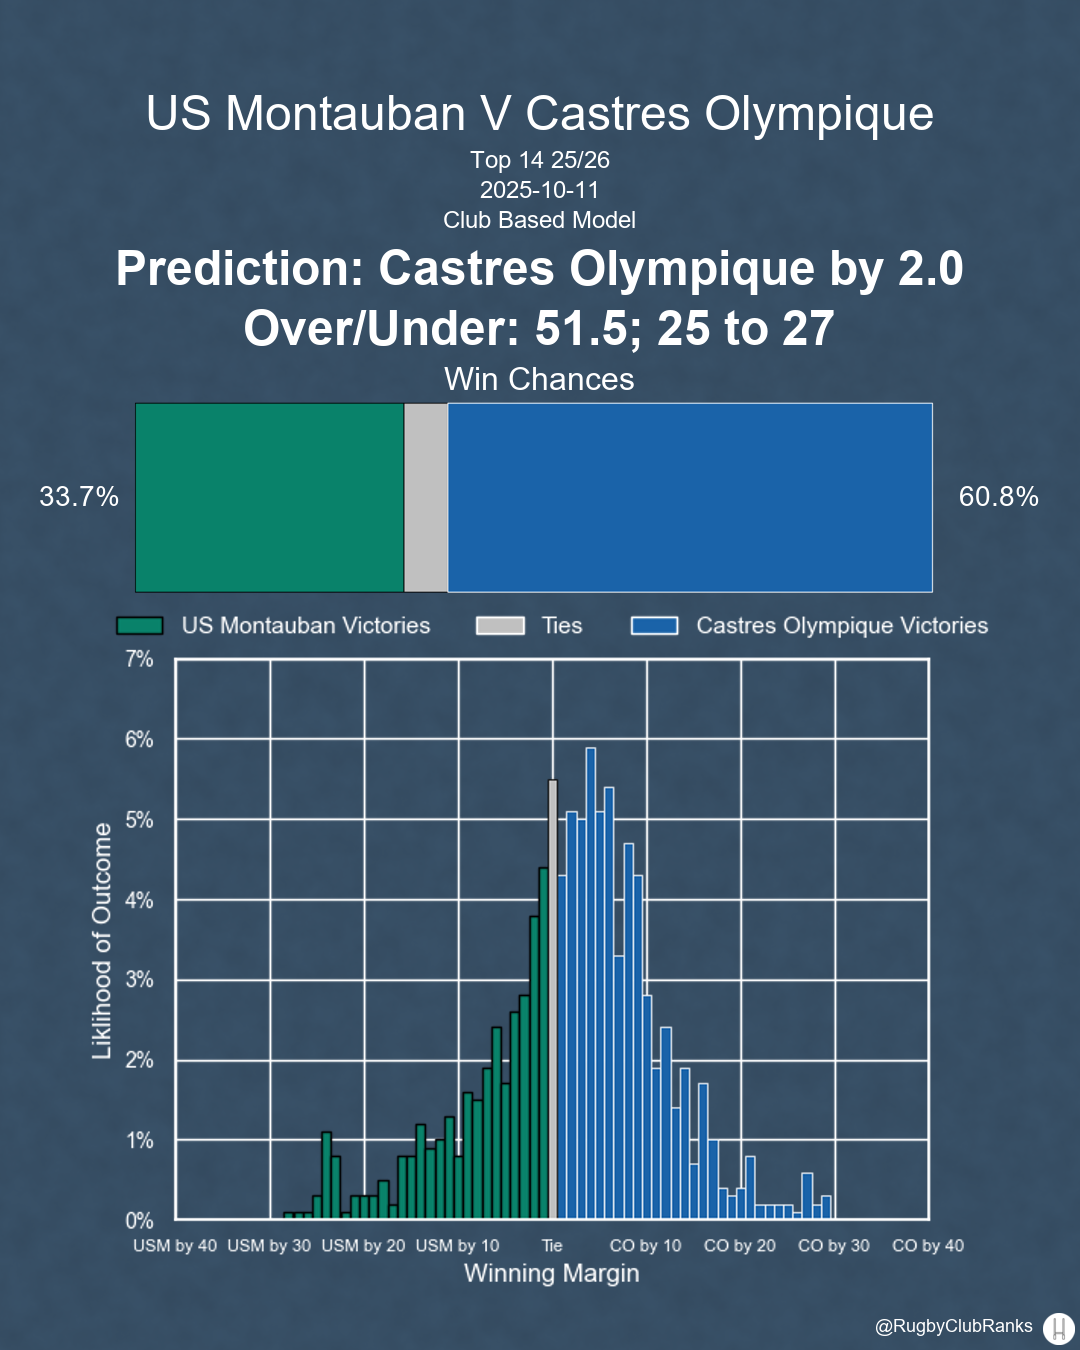 US Montauban V Castres Olympique
Top 14 25/26
2025-10-11
Club Based Model
Prediction: Castres Olympique by 2.0
Over/Under: 51.5; 25 to 27
Win Chances
33.7%
60.8%
US Montauban Victories
Ties
Castres Olympique Victories
7%
6%
5%
4%
3%
2%
1%
0%
Liklihood of Outcome
USM by 40
USM by 30
USM by 20
USM by 10
Tie
CO by 10
CO by 20
CO by 30
CO by 40
Winning Margin
@RugbyClubRanks